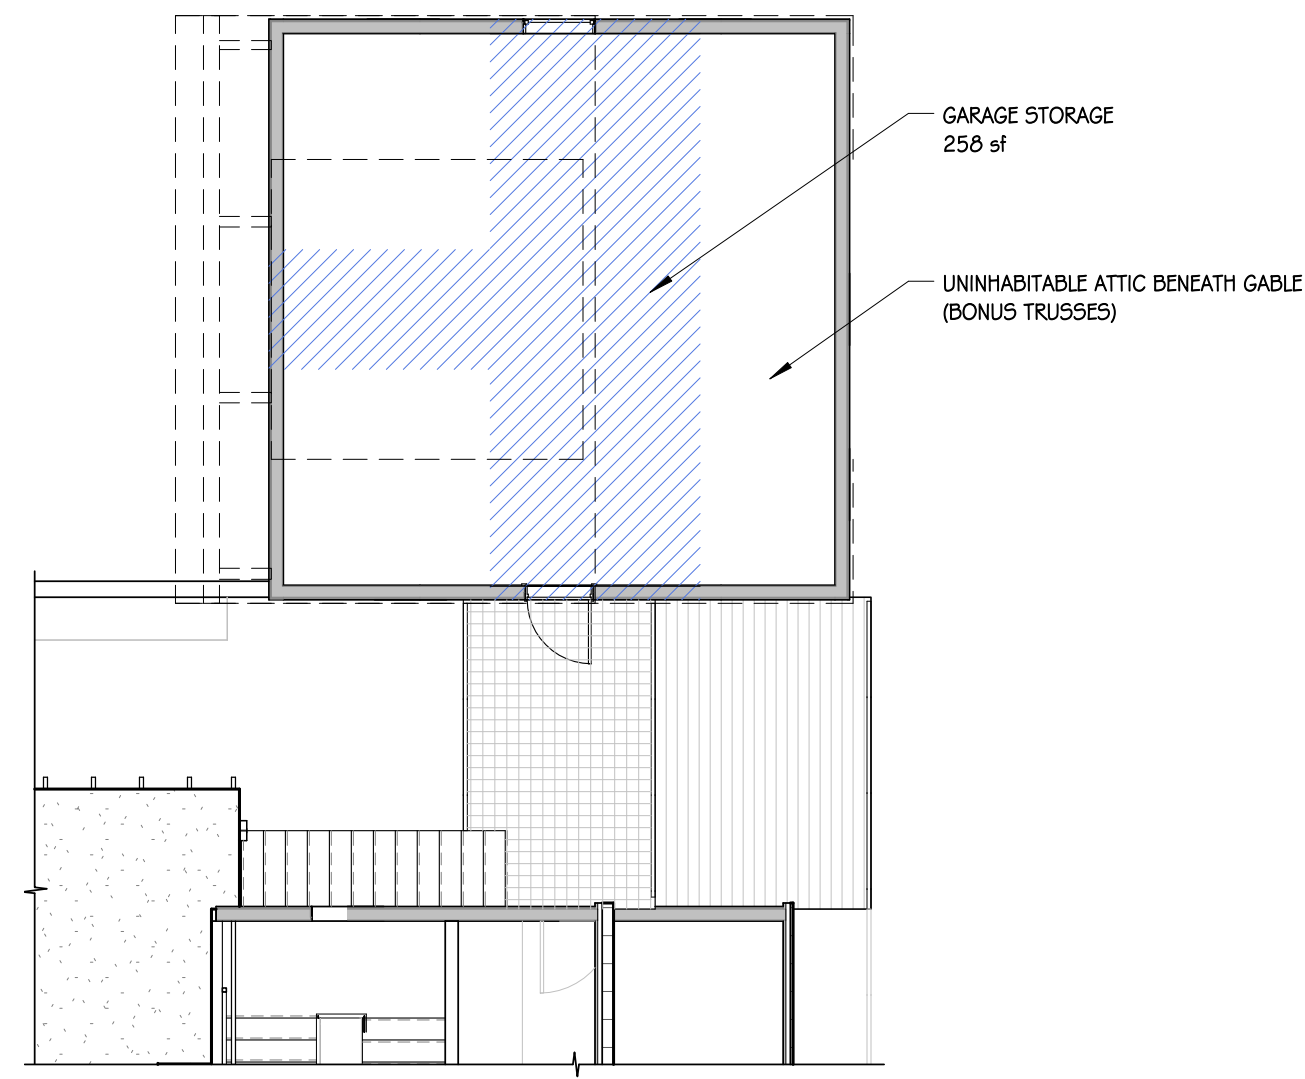 GARAGE STORAGE
258 sf
UNINHABITABLE ATTIC BENEATH GABLE
(BONUS TRUSSES)